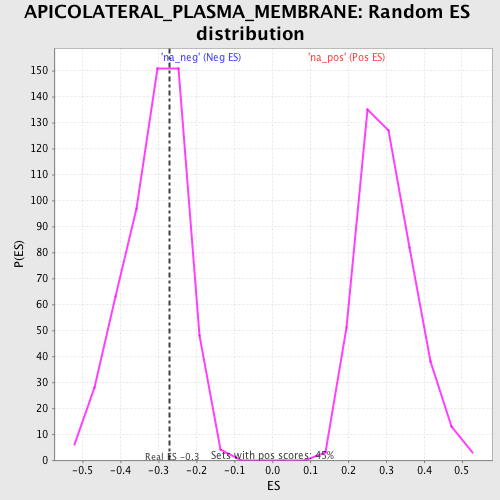 APICOLATERAL_PLASMA_MEMBRANE: Random ES
distribution
'na_neg' (Neg ES)
'na_pos' (Pos ES)
150
140
130
120
110
100
90
80
70
60
50
40
30
20
10
0
P(ES)
Real ES -0.3
Sets with pos scores: 45%
-0.5 -0.4 -0.3 -0.2 -0.1 0.0 0.1 0.2 0.3 0.4 0.5
ES